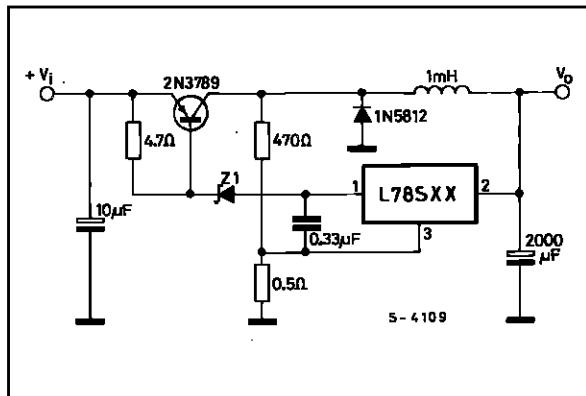 + Vi
2N3789
1mH
Vo
1N5812
4.7Ω
470Ω
Z1
1
L78SXX
2
10µF
0.33µF
3
2000
µF
0.5Ω
S-4109